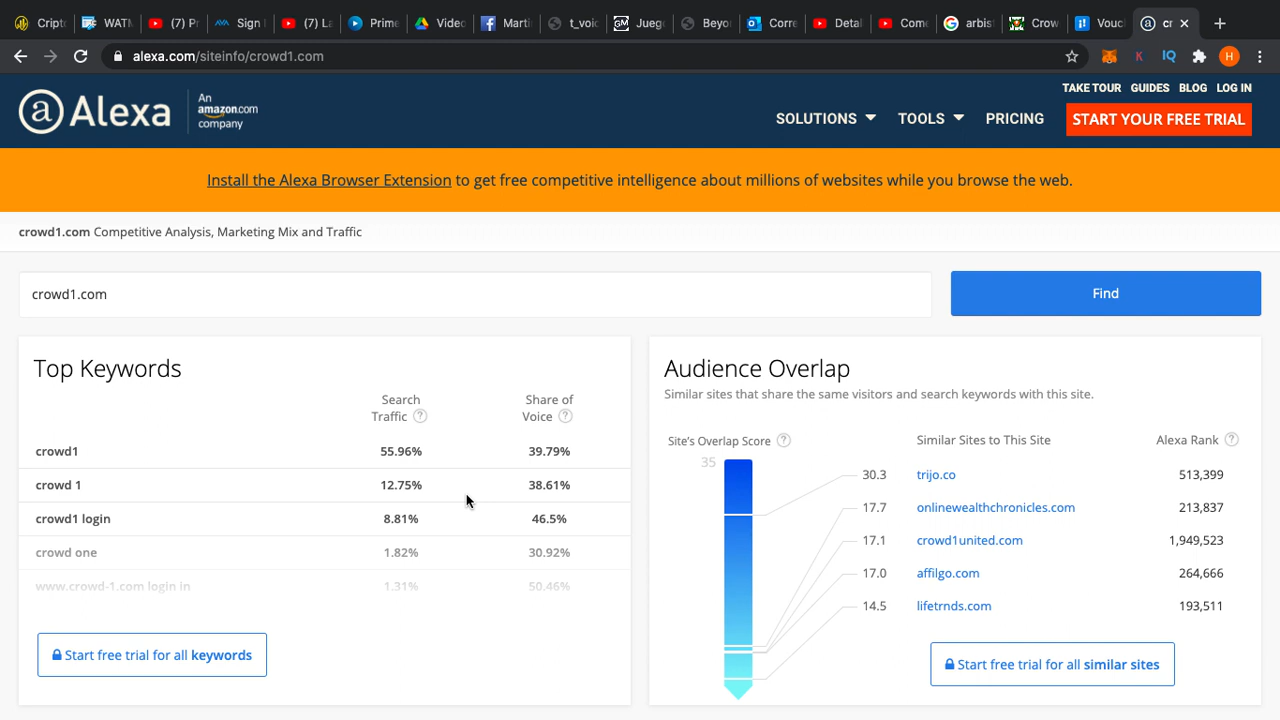 Cripto
WATM
(7) Pr
Sign
(7) La
Prime
Video
Marti
t_voic
Juego
Beyo
Corre
Detal
Come
arbist
Crow
Vouch
cr
alexa.com/siteinfo/crowd1.com
H
TAKE TOUR GUIDES BLOG LOG IN
Alexa
An
amazon.com
company
SOLUTIONS TOOLS PRICING START YOUR FREE TRIAL
Install the Alexa Browser Extension to get free competitive intelligence about millions of websites while you browse the web.
crowd1.com Competitive Analysis, Marketing Mix and Traffic
crowd1.com
Find
Top Keywords
Search
Traffic ?
Share of
Voice ?
crowd1 55.96% 39.79%
crowd 1 12.75% 38.61%
crowd1 login 8.81% 46.5%
crowd one 1.82% 30.92%
www.crowd-1.com login in 1.31% 50.46%
Start free trial for all keywords
Audience Overlap
Similar sites that share the same visitors and search keywords with this site.
Site's Overlap Score ? Similar Sites to This Site Alexa Rank ?
35
30.3 trijo.co 513,399
17.7 onlinewealthchronicles.com 213,837
17.1 crowd1united.com 1,949,523
17.0 affilgo.com 264,666
14.5 lifetrnds.com 193,511
Start free trial for all similar sites